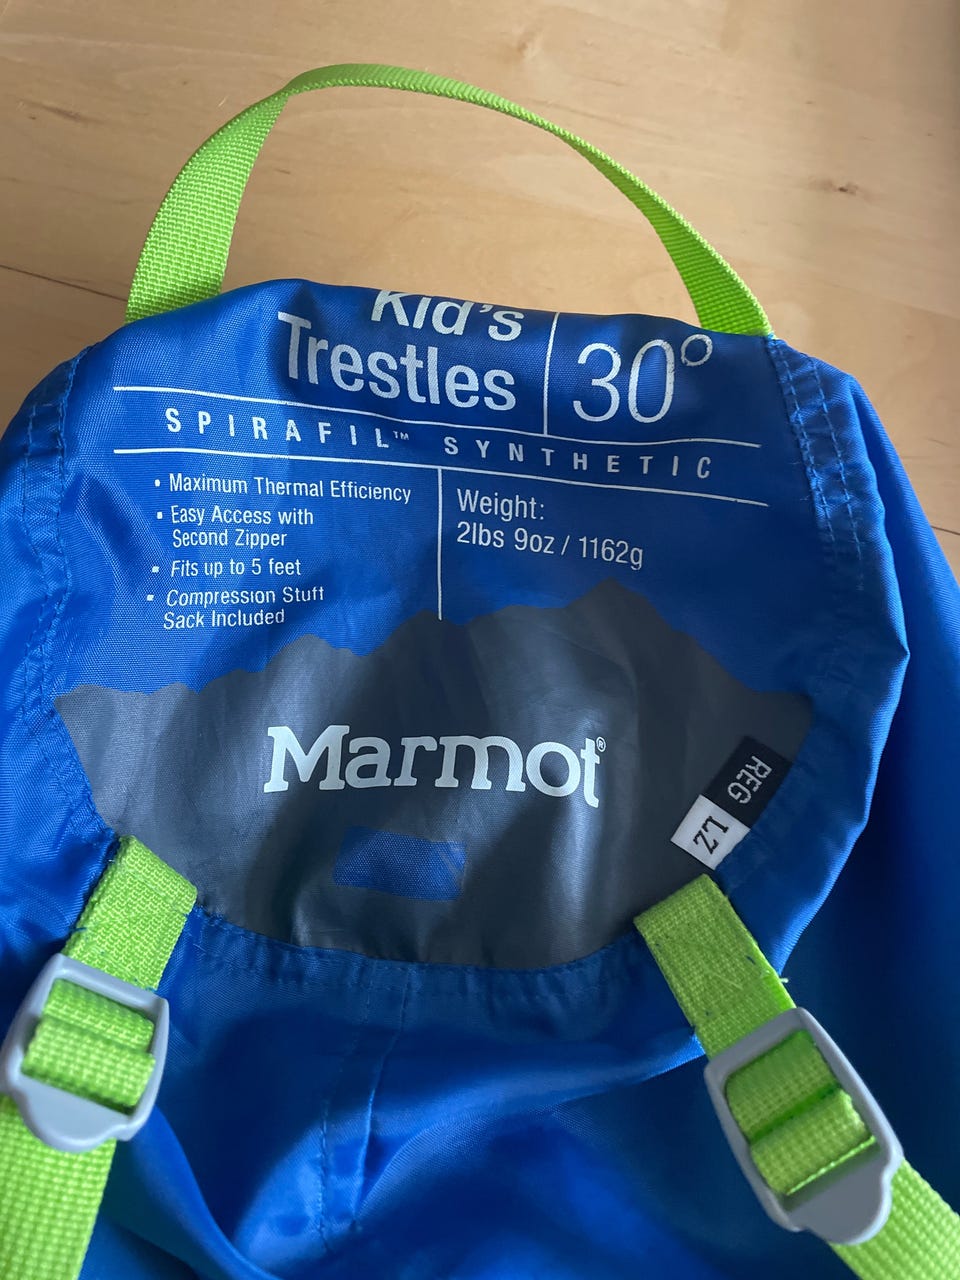 Kid's
Trestles
30°
SPIRAFIL™ SYNTHETIC
• Maximum Thermal Efficiency
• Easy Access with
Second Zipper
• Fits up to 5 feet
• Compression Stuff
Sack Included
Weight:
2lbs 9oz / 1162g
Marmot®
REG
LZ